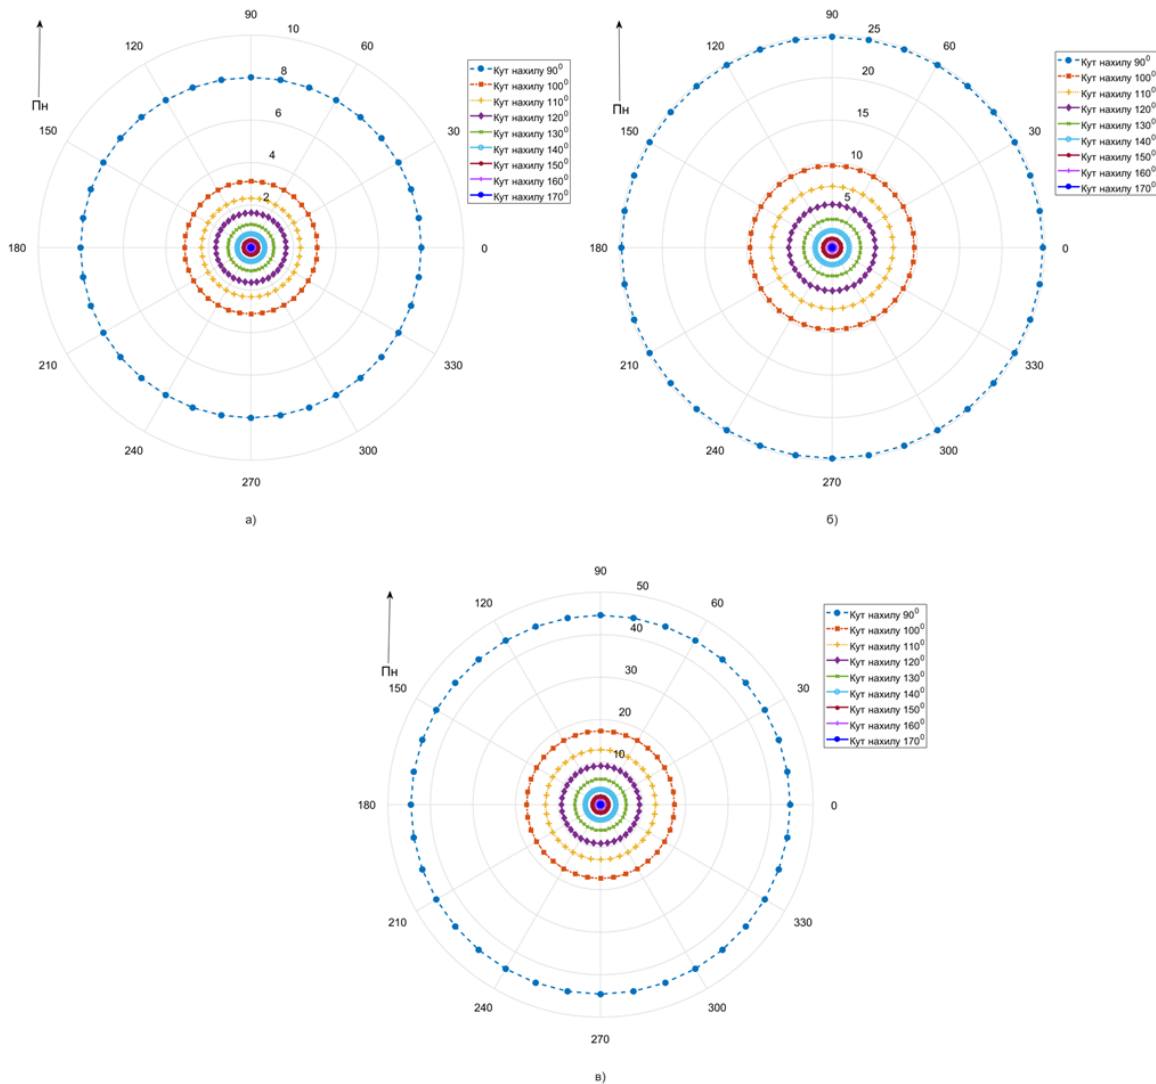 90
10
120
60
8
Пн
6
150
30
4
2
180
0
210
330
240
300
270
Кут нахилу 90⁰
Кут нахилу 100⁰
Кут нахилу 110⁰
Кут нахилу 120⁰
Кут нахилу 130⁰
Кут нахилу 140⁰
Кут нахилу 150⁰
Кут нахилу 160⁰
Кут нахилу 170⁰
а)
90
25
120
60
20
Пн
15
150
30
10
5
180
0
210
330
240
300
270
Кут нахилу 90⁰
Кут нахилу 100⁰
Кут нахилу 110⁰
Кут нахилу 120⁰
Кут нахилу 130⁰
Кут нахилу 140⁰
Кут нахилу 150⁰
Кут нахилу 160⁰
Кут нахилу 170⁰
б)
90
50
120
60
40
Пн
30
150
30
20
10
180
0
210
330
240
300
270
Кут нахилу 90⁰
Кут нахилу 100⁰
Кут нахилу 110⁰
Кут нахилу 120⁰
Кут нахилу 130⁰
Кут нахилу 140⁰
Кут нахилу 150⁰
Кут нахилу 160⁰
Кут нахилу 170⁰
в)